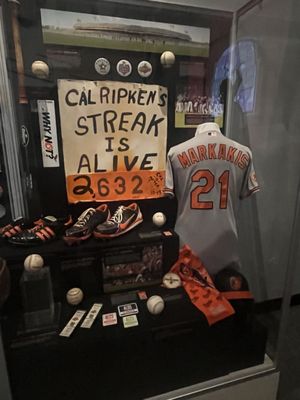 CAL RIPKEN'S
STREAK
IS
ALIVE
2,632
WHY NOT?
MARKAKIS
21